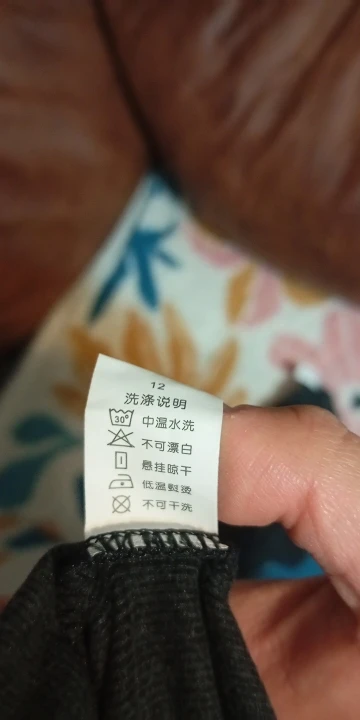 12
洗涤说明
30° 中温水洗
不可漂白
悬挂晾干
低温熨烫
不可干洗